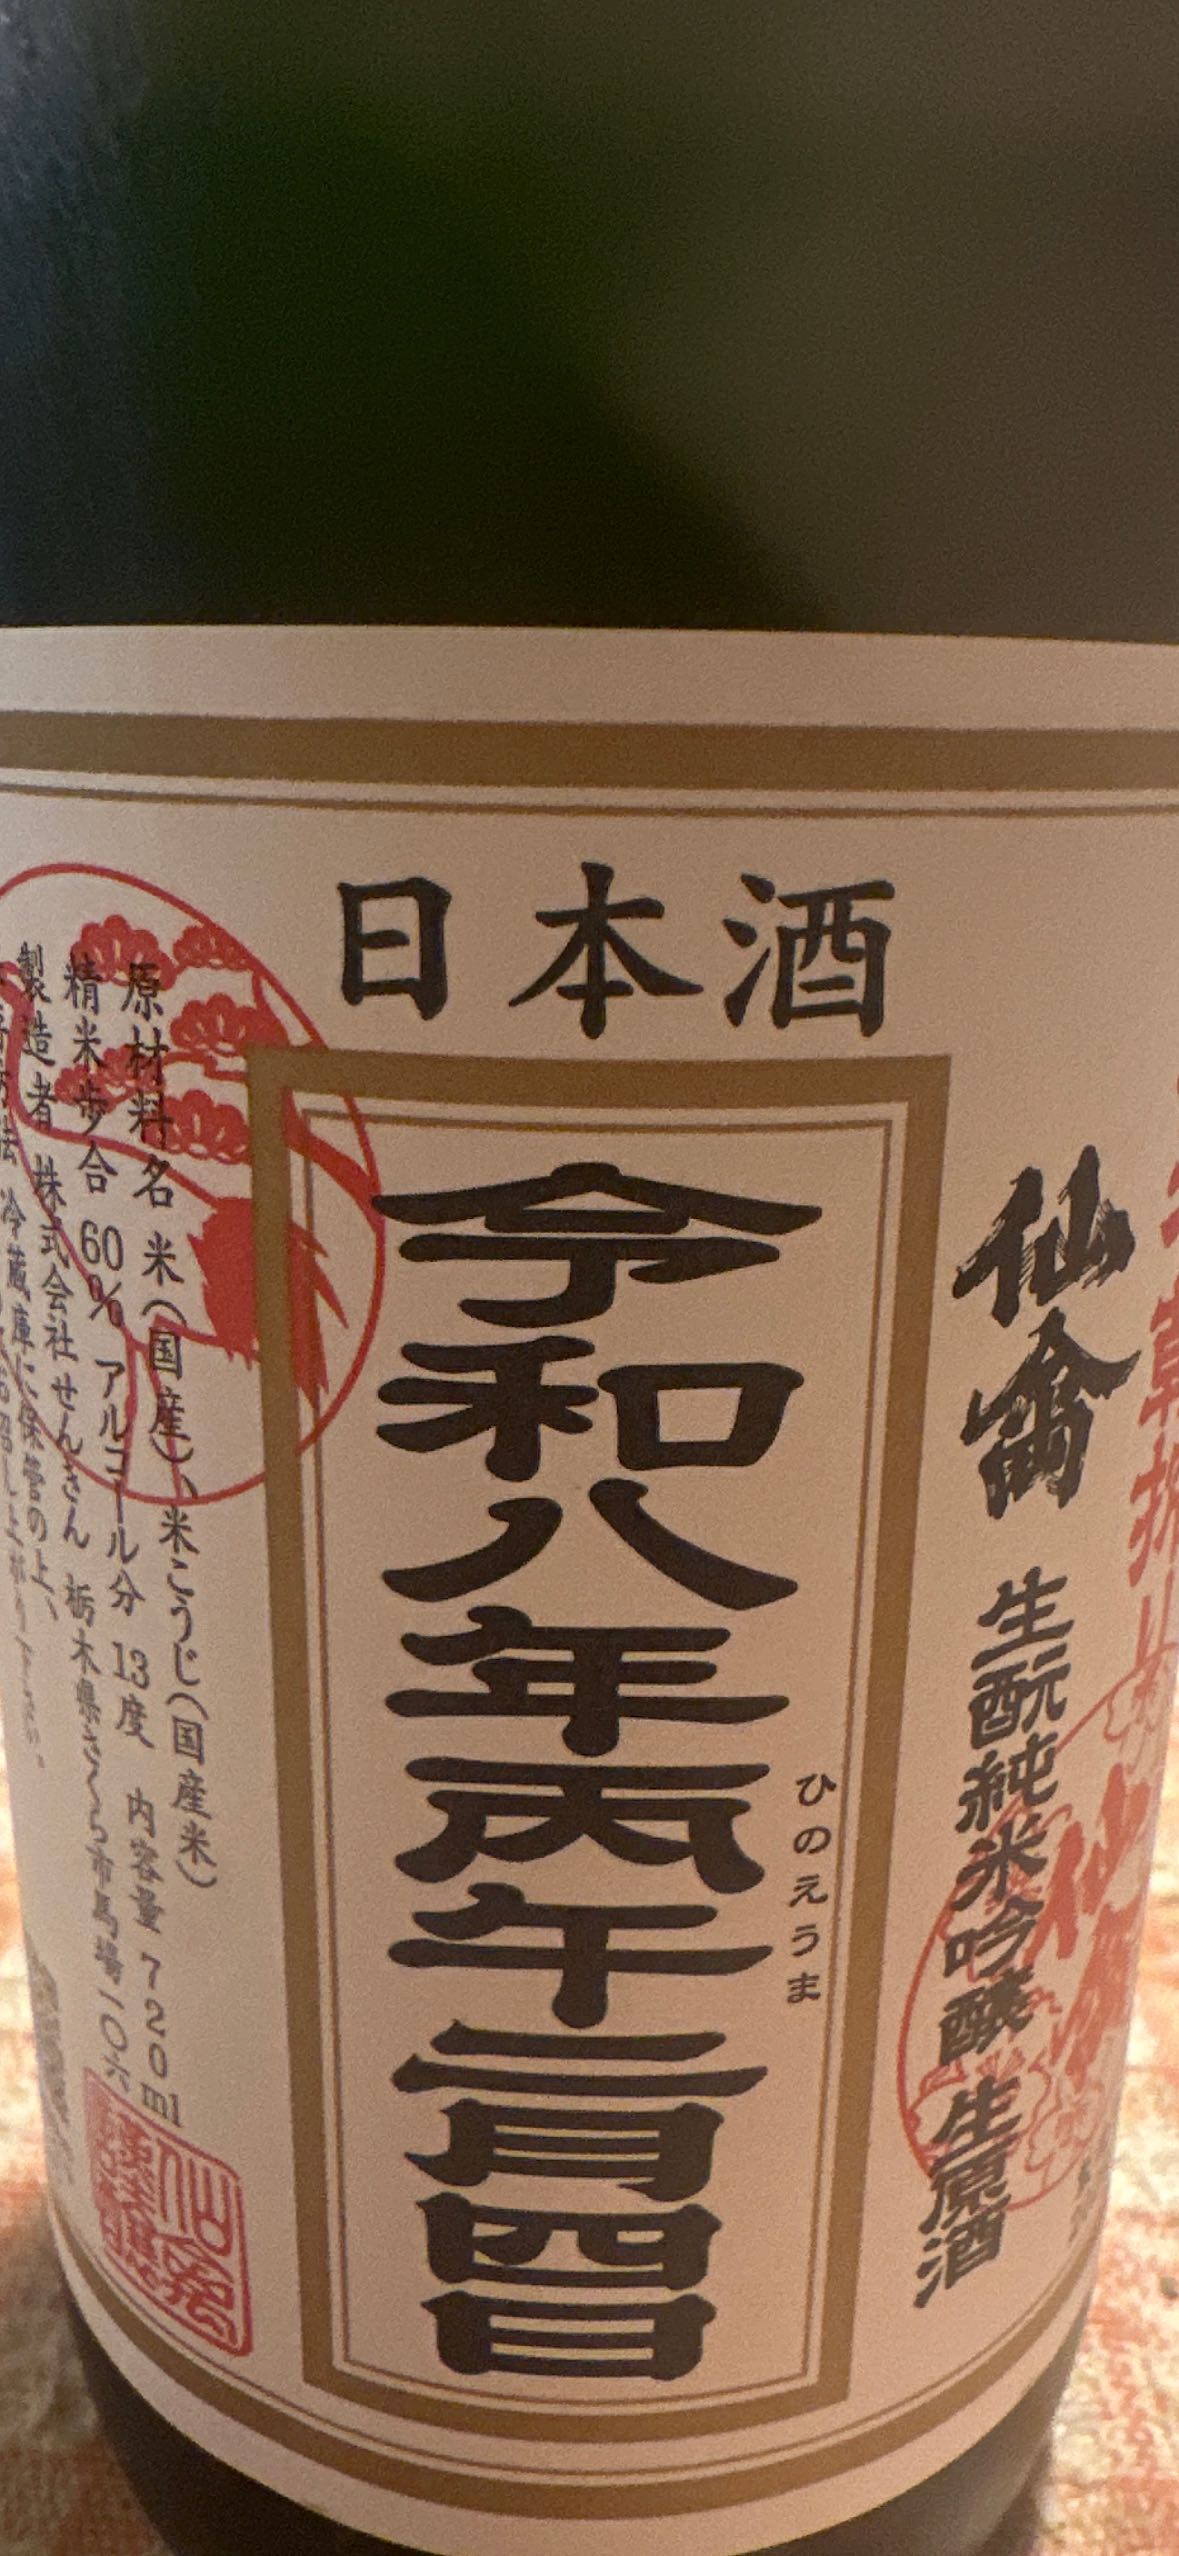 日本酒
仙禽 生酛純米吟醸 生原酒
令和八年丙午二月四日
ひのえうま
原材料名 米(国産)、米こうじ(国産米)
精米歩合 60% アルコール分 13度 内容量 720ml
製造者 株式会社せんきん 栃木県さくら市馬場一〇六
冷蔵庫に保管の上、
仙禽